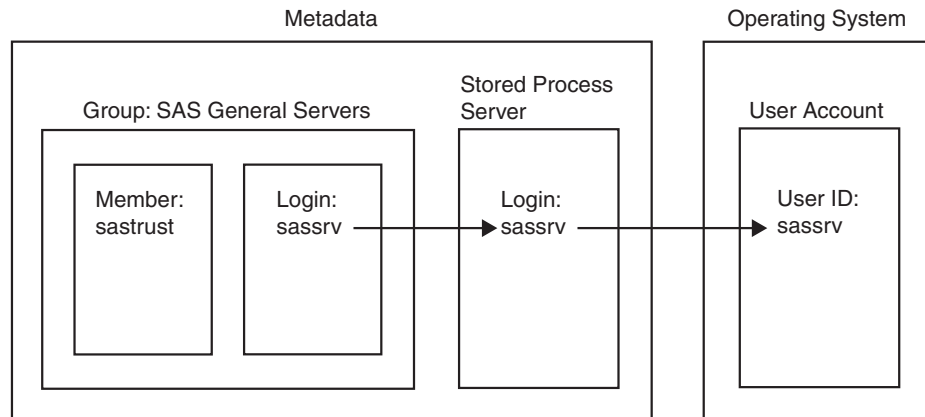 Metadata
Operating System
Group: SAS General Servers
Stored Process
Server
User Account
Member:
sastrust
Login:
sassrv
Login:
sassrv
User ID:
sassrv